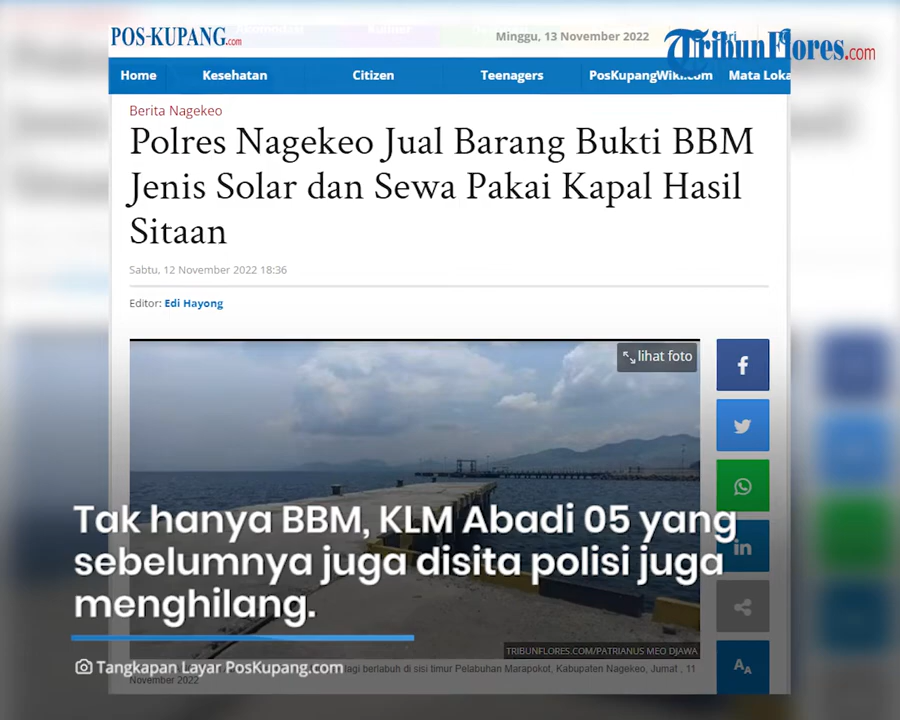 POS-KUPANG.com
Minggu, 13 November 2022
TribunFlores.com
Home Kesehatan Citizen Teenagers PosKupangWiki.com Mata Loka
Berita Nagekeo
Polres Nagekeo Jual Barang Bukti BBM
Jenis Solar dan Sewa Pakai Kapal Hasil
Sitaan
Sabtu, 12 November 2022 18:36
Editor: Edi Hayong
lihat foto
Tak hanya BBM, KLM Abadi 05 yang
sebelumnya juga disita polisi juga
menghilang.
TRIBUNFLORES.COM/PATRIANUS MEO DJAWA
Tangkapan Layar PosKupang.com
lagi berlabuh di sisi timur Pelabuhan Marapokot, Kabupaten Nagekeo, Jumat , 11
November 2022